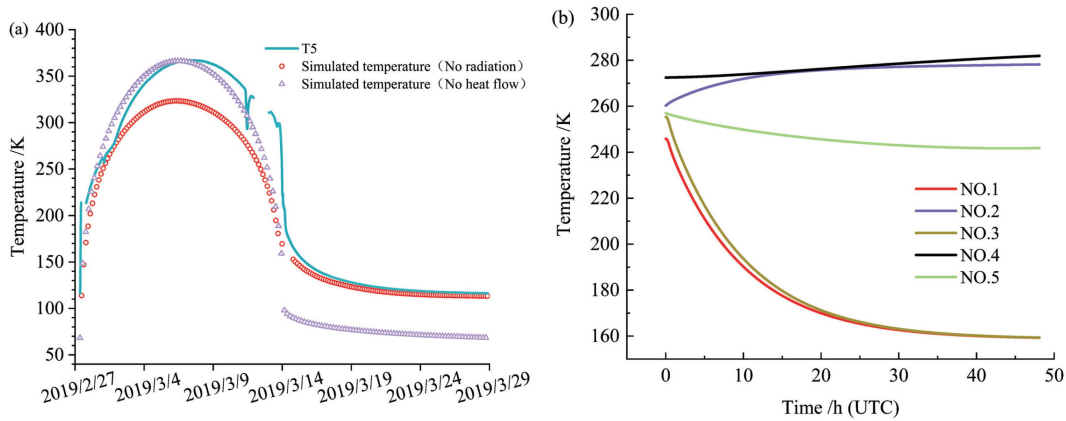 (a)
400
350
300
250
200
150
100
50
Temperature /K
T5
Simulated temperature（No radiation）
Simulated temperature（No heat flow）
2019/2/27
2019/3/4
2019/3/9
2019/3/14
2019/3/19
2019/3/24
2019/3/29
(b)
300
280
260
240
220
200
180
160
Temperature /K
NO.1
NO.2
NO.3
NO.4
NO.5
0
10
20
30
40
50
Time /h (UTC)